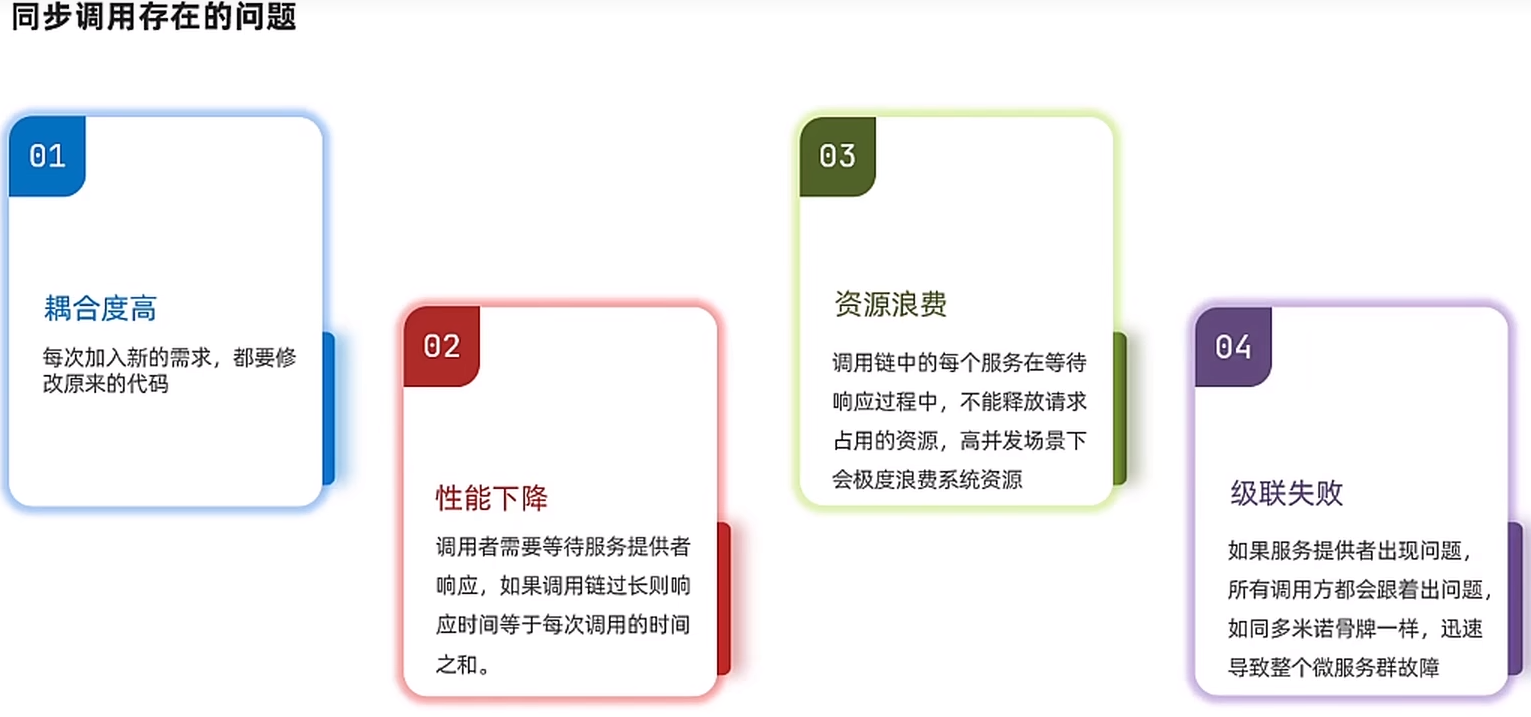 同步调用存在的问题
01
耦合度高
每次加入新的需求，都要修
改原来的代码
02
性能下降
调用者需要等待服务提供者
响应，如果调用链过长则响
应时间等于每次调用的时间
之和。
03
资源浪费
调用链中的每个服务在等待
响应过程中，不能释放请求
占用的资源，高并发场景下
会极度浪费系统资源
04
级联失败
如果服务提供者出现问题，
所有调用方都会跟着出问题，
如同多米诺骨牌一样，迅速
导致整个微服务群故障